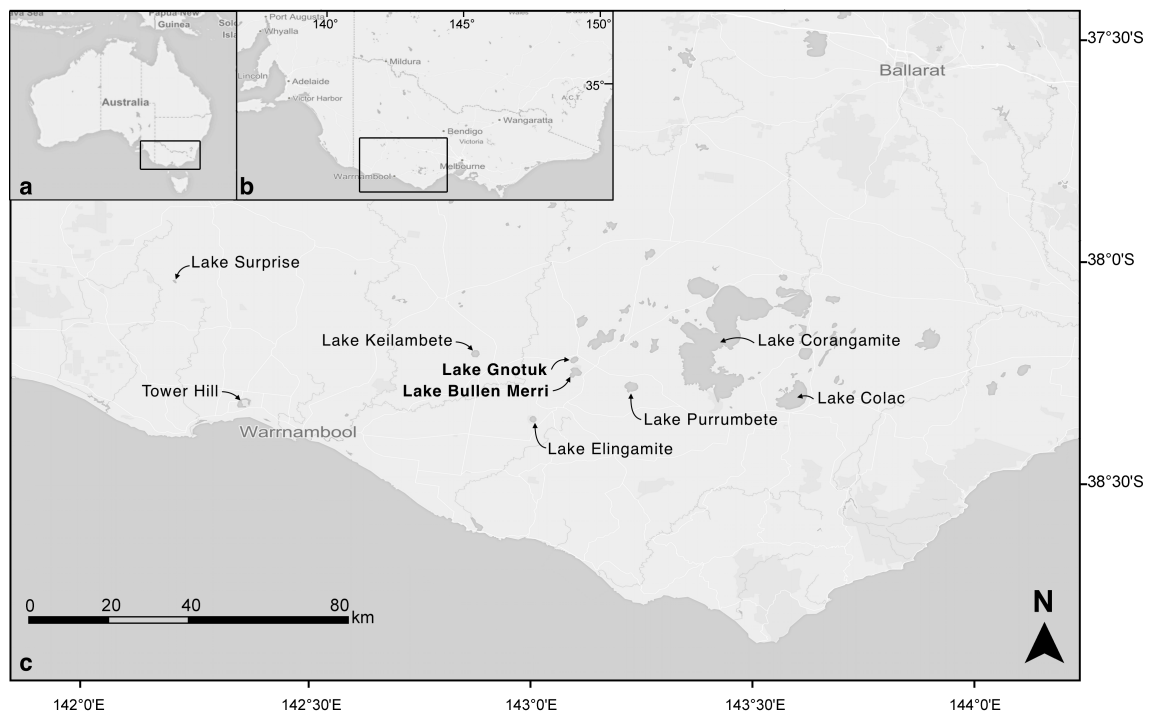 Papua-New
Guinea
Australia
a
Port Augusta
Whyalla
Lincoln
Adelaide
Victor Harbor
Mildura
A.C.T.
Wangaratta
Bendigo
Victoria
Melbourne
Warrnambool
140°
145°
150°
35°
b
37°30'S
Ballarat
38°0'S
Lake Surprise
Lake Keilambete
Lake Corangamite
Lake Gnotuk
Lake Bullen Merri
Tower Hill
Lake Colac
Lake Purrumbete
Warrnambool
Lake Elingamite
38°30'S
0 20 40 80
km
N
c
142°0'E 142°30'E 143°0'E 143°30'E 144°0'E